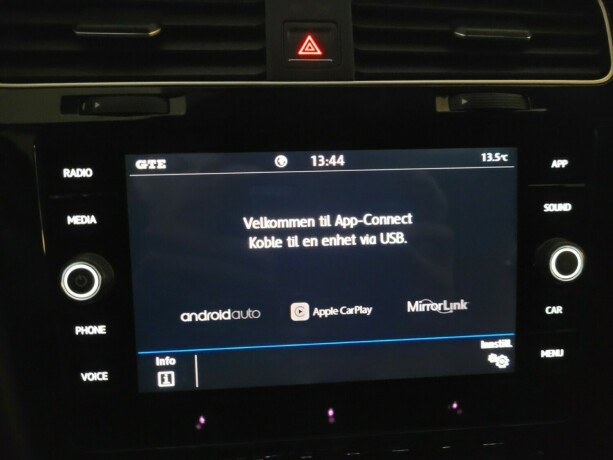 GTE 13:44 13.5°C
RADIO
MEDIA
PHONE
VOICE
Velkommen til App-Connect
Koble til en enhet via USB.
androidauto Apple CarPlay MirrorLink
Info
Innstill.
APP
SOUND
CAR
MENU